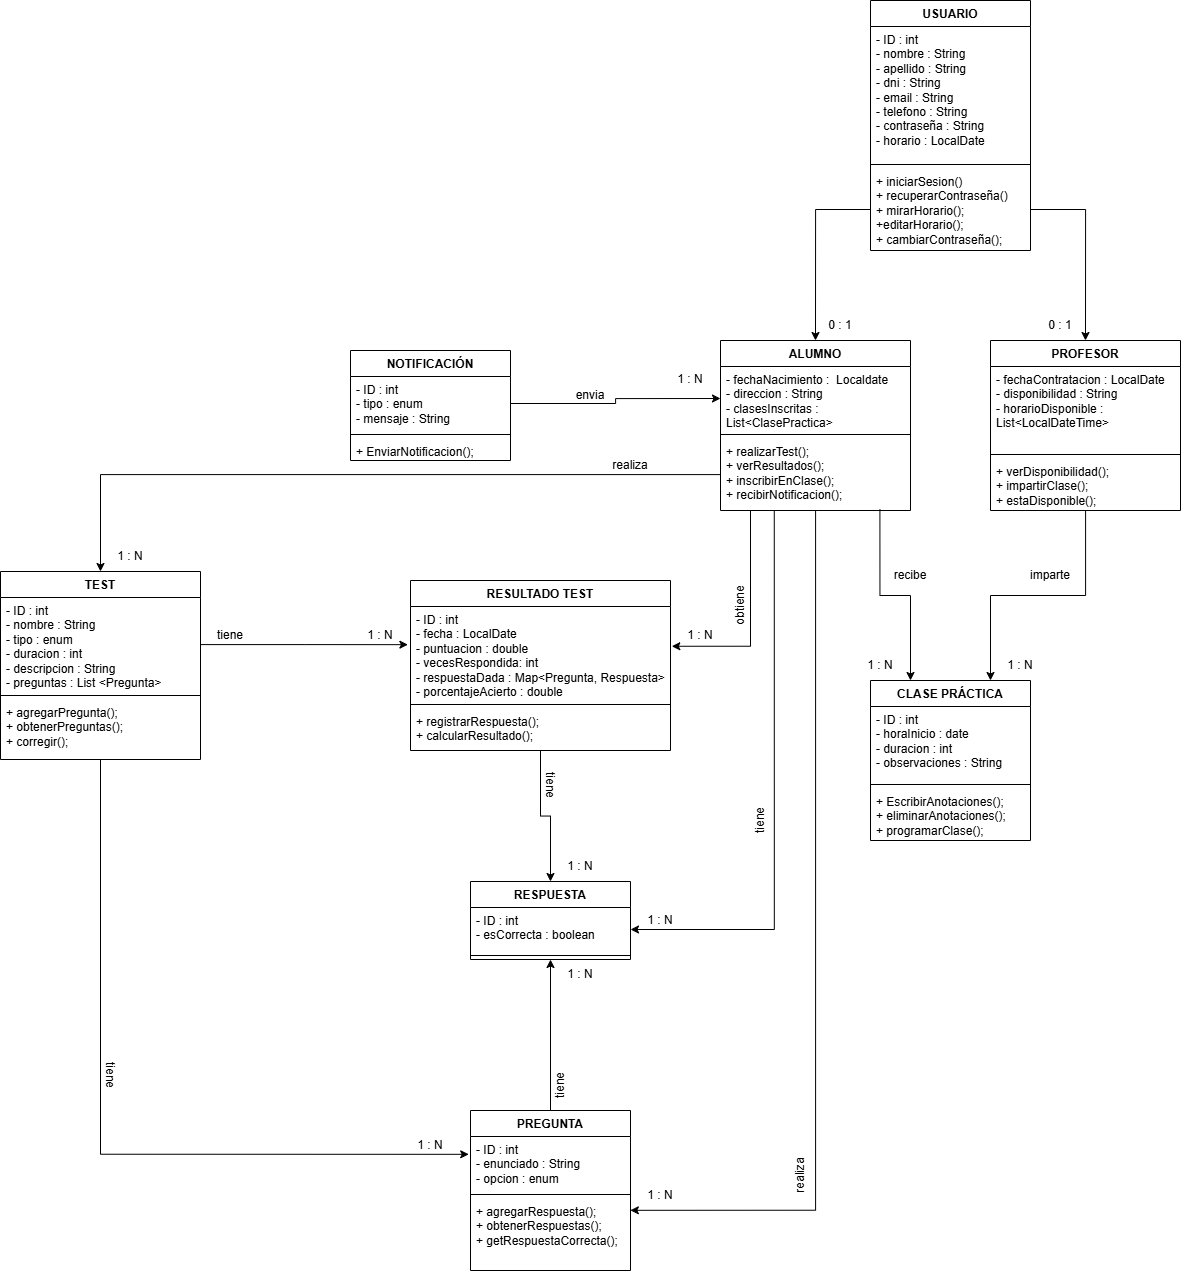 USUARIO
- ID : int
- nombre : String
- apellido : String
- dni : String
- email : String
- telefono : String
- contraseña : String
- horario : LocalDate
+ iniciarSesion()
+ recuperarContraseña()
+ mirarHorario();
+editarHorario();
+ cambiarContraseña();
0 : 1
0 : 1
NOTIFICACIÓN
- ID : int
- tipo : enum
- mensaje : String
+ EnviarNotificacion();
envia
1 : N
ALUMNO
- fechaNacimiento :  Localdate
- direccion : String
- clasesInscritas :
List<ClasePractica>
+ realizarTest();
+ verResultados();
+ inscribirEnClase();
+ recibirNotificacion();
PROFESOR
- fechaContratacion : LocalDate
- disponibilidad : String
- horarioDisponible :
List<LocalDateTime>
+ verDisponibilidad();
+ impartirClase();
+ estaDisponible();
realiza
1 : N
TEST
- ID : int
- nombre : String
- tipo : enum
- duracion : int
- descripcion : String
- preguntas : List <Pregunta>
+ agregarPregunta();
+ obtenerPreguntas();
+ corregir();
tiene
1 : N
RESULTADO TEST
- ID : int
- fecha : LocalDate
- puntuacion : double
- vecesRespondida: int
- respuestaDada : Map<Pregunta, Respuesta>
- porcentajeAcierto : double
+ registrarRespuesta();
+ calcularResultado();
obtiene
1 : N
recibe
imparte
1 : N
1 : N
CLASE PRÁCTICA
- ID : int
- horaInicio : date
- duracion : int
- observaciones : String
+ EscribirAnotaciones();
+ eliminarAnotaciones();
+ programarClase();
tiene
1 : N
tiene
1 : N
RESPUESTA
- ID : int
- esCorrecta : boolean
1 : N
tiene
tiene
1 : N
PREGUNTA
- ID : int
- enunciado : String
- opcion : enum
+ agregarRespuesta();
+ obtenerRespuestas();
+ getRespuestaCorrecta();
realiza
1 : N